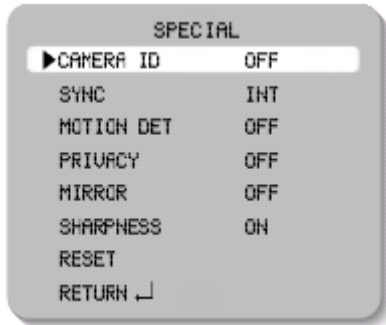 SPECIAL
▶CAMERA ID OFF
SYNC INT
MOTION DET OFF
PRIVACY OFF
MIRROR OFF
SHARPNESS ON
RESET
RETURN ↵